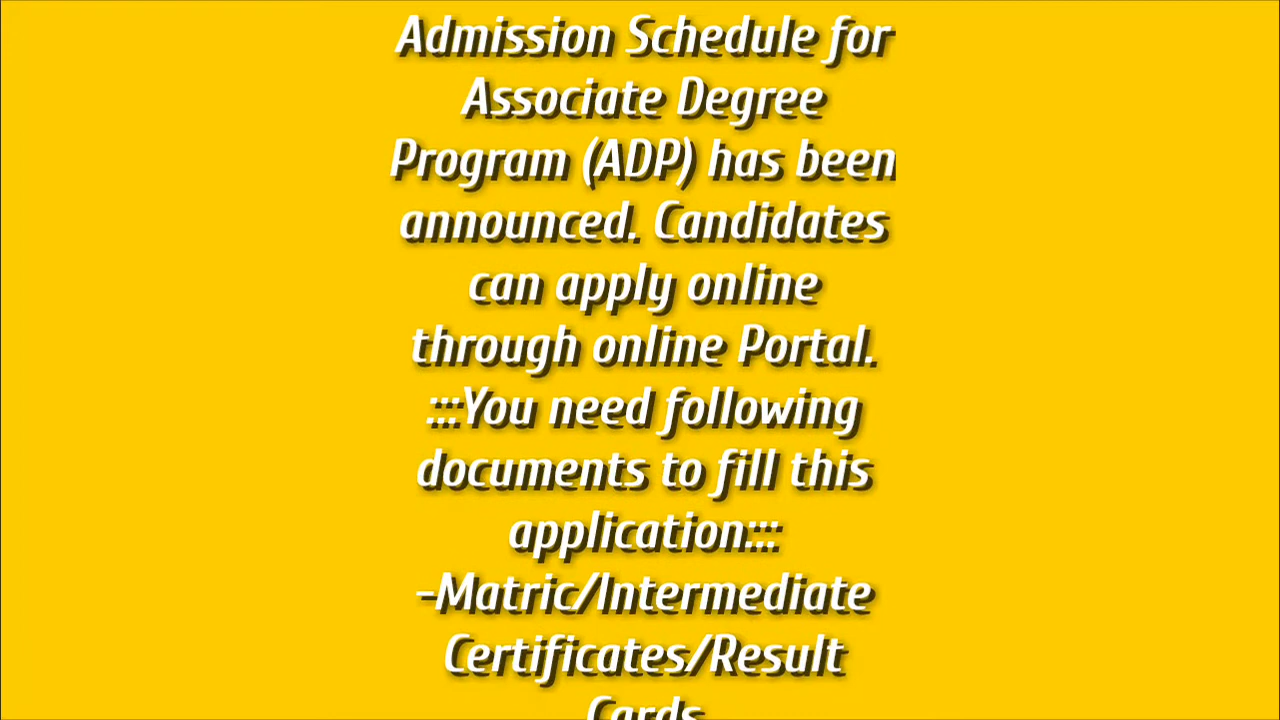 Admission Schedule for
Associate Degree
Program (ADP) has been
announced. Candidates
can apply online
through online Portal.
:::You need following
documents to fill this
application:::
-Matric/Intermediate
Certificates/Result
Cards